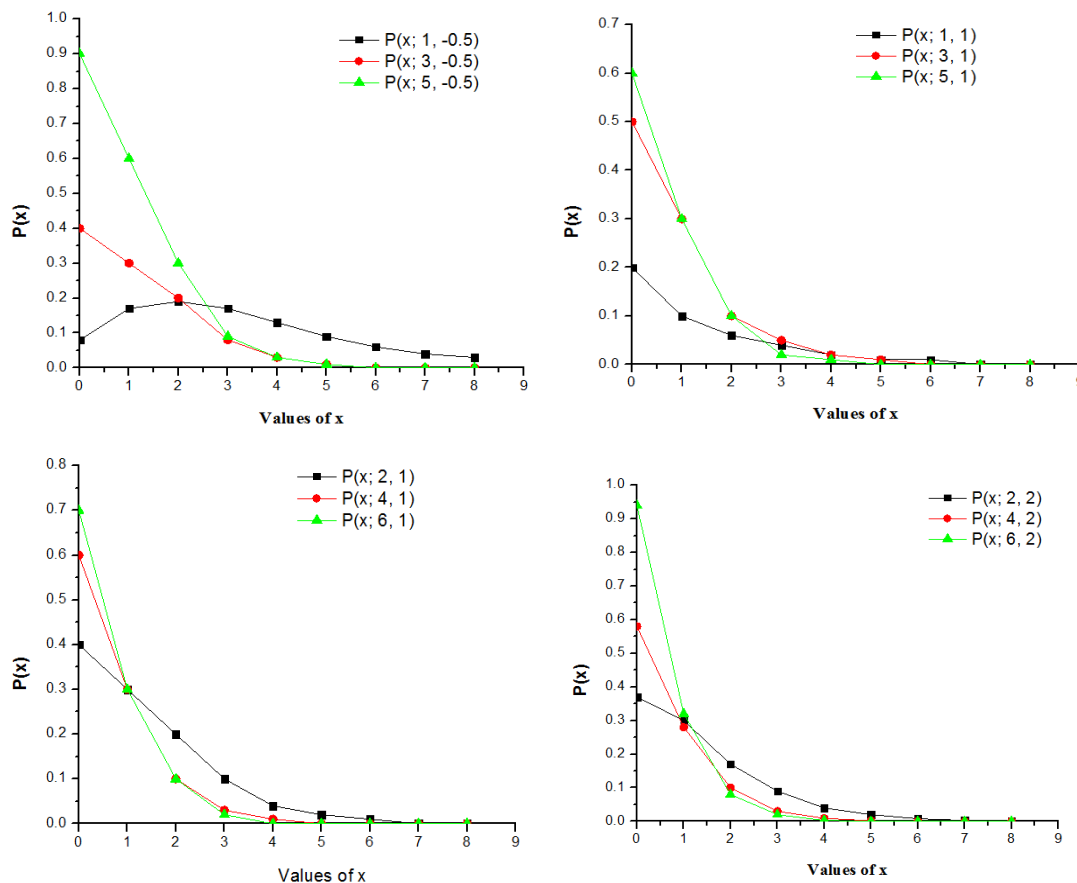 1.0
0.9
0.8
0.7
0.6
0.5
0.4
0.3
0.2
0.1
0.0
P(x)
P(x; 1, -0.5)
P(x; 3, -0.5)
P(x; 5, -0.5)
0 1 2 3 4 5 6 7 8 9
Values of x
0.7
0.6
0.5
0.4
0.3
0.2
0.1
0.0
P(x)
P(x; 1, 1)
P(x; 3, 1)
P(x; 5, 1)
0 1 2 3 4 5 6 7 8 9
Values of x
0.8
0.7
0.6
0.5
0.4
0.3
0.2
0.1
0.0
P(x)
P(x; 2, 1)
P(x; 4, 1)
P(x; 6, 1)
0 1 2 3 4 5 6 7 8 9
Values of x
1.0
0.9
0.8
0.7
0.6
0.5
0.4
0.3
0.2
0.1
0.0
P(x)
P(x; 2, 2)
P(x; 4, 2)
P(x; 6, 2)
0 1 2 3 4 5 6 7 8 9
Values of x